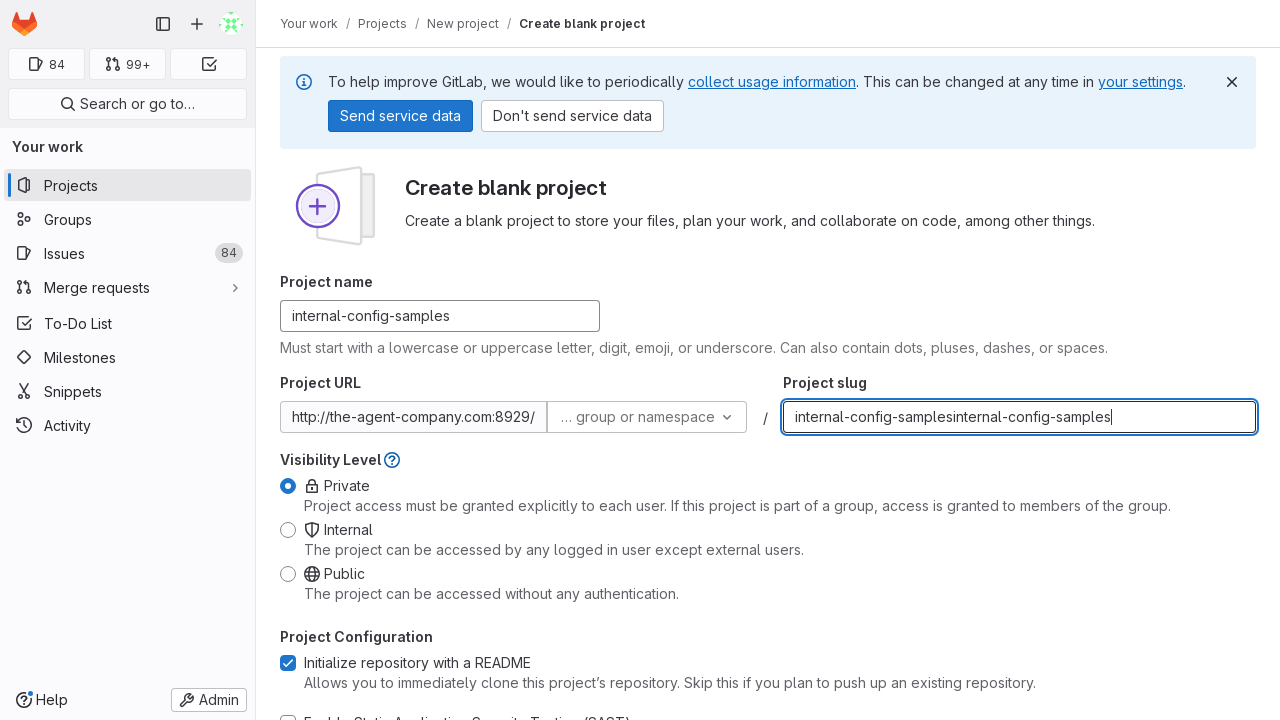 84
99+
Search or go to…
Your work
Projects
Groups
Issues
84
Merge requests
To-Do List
Milestones
Snippets
Activity
Help
Admin
Your work / Projects / New project / Create blank project
To help improve GitLab, we would like to periodically collect usage information. This can be changed at any time in your settings.
Send service data
Don't send service data
Create blank project
Create a blank project to store your files, plan your work, and collaborate on code, among other things.
Project name
internal-config-samples
Must start with a lowercase or uppercase letter, digit, emoji, or underscore. Can also contain dots, pluses, dashes, or spaces.
Project URL
http://the-agent-company.com:8929/
… group or namespace
/
Project slug
internal-config-samplesinternal-config-samples
Visibility Level
Private
Project access must be granted explicitly to each user. If this project is part of a group, access is granted to members of the group.
Internal
The project can be accessed by any logged in user except external users.
Public
The project can be accessed without any authentication.
Project Configuration
Initialize repository with a README
Allows you to immediately clone this project’s repository. Skip this if you plan to push up an existing repository.
Enable Static Application Security Testing (SAST)